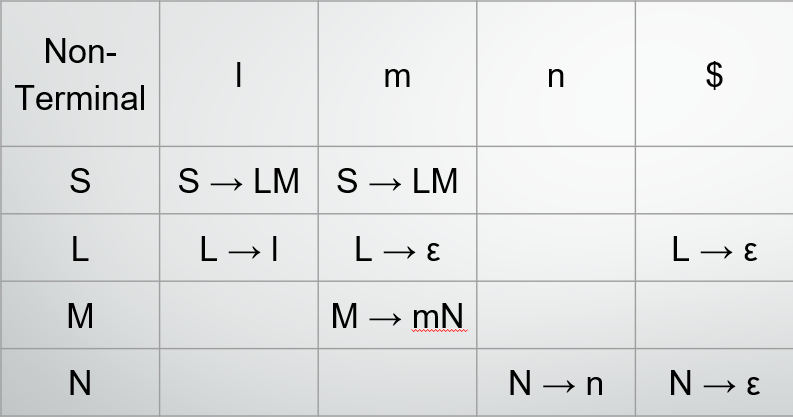 Non-
Terminal l m n $
S S → LM S → LM
L L → l L → ε L → ε
M M → mN
N N → n N → ε